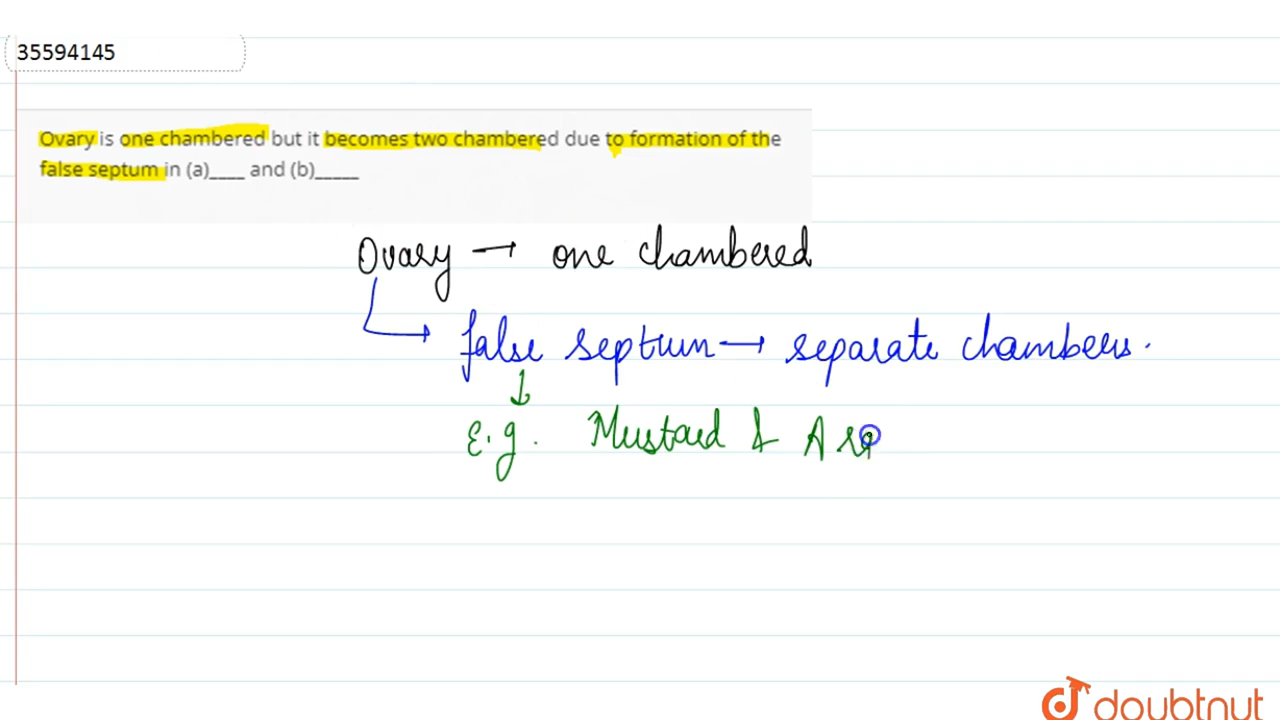 35594145
Ovary is one chambered but it becomes two chambered due to formation of the
false septum in (a)____ and (b)_____
Ovary → one chambered
false septum → separate chambers.
E.g. Mustard & A
doubtnut